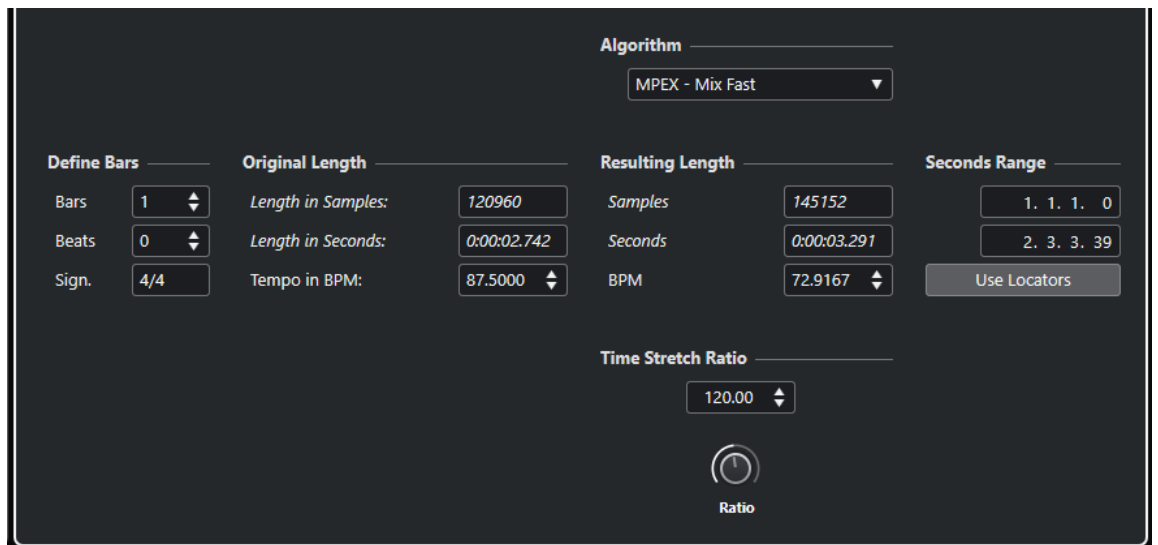 Algorithm
MPEX - Mix Fast
Define Bars
Bars 1
Beats 0
Sign. 4/4
Original Length
Length in Samples: 120960
Length in Seconds: 0:00:02.742
Tempo in BPM: 87.5000
Resulting Length
Samples 145152
Seconds 0:00:03.291
BPM 72.9167
Seconds Range
1. 1. 1. 0
2. 3. 3. 39
Use Locators
Time Stretch Ratio
120.00
Ratio